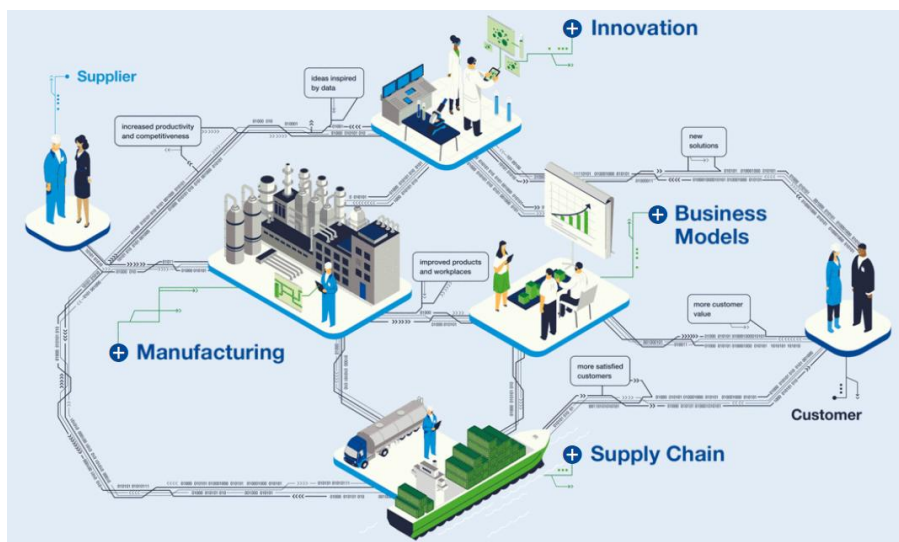 Innovation
Supplier
ideas inspired
by data
increased productivity
and competitiveness
new
solutions
Business
Models
improved products
and workplaces
more customer
value
Manufacturing
more satisfied
customers
Customer
Supply Chain